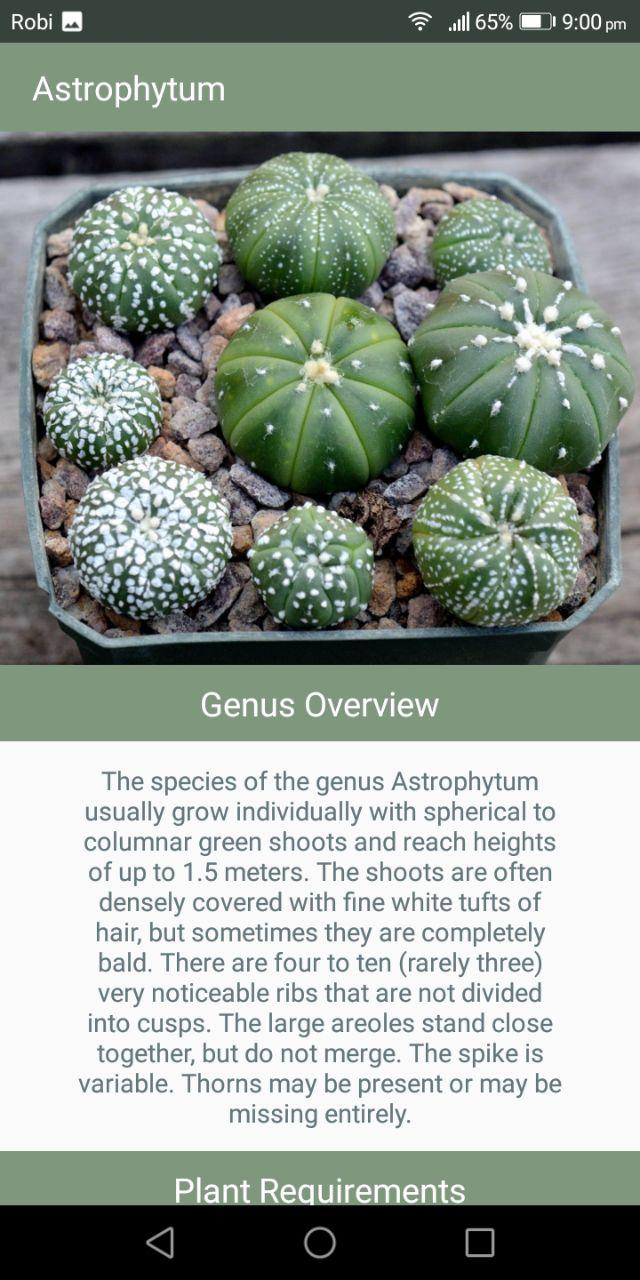 Robi 65% 9:00 pm
Astrophytum
Genus Overview
The species of the genus Astrophytum
usually grow individually with spherical to
columnar green shoots and reach heights
of up to 1.5 meters. The shoots are often
densely covered with fine white tufts of
hair, but sometimes they are completely
bald. There are four to ten (rarely three)
very noticeable ribs that are not divided
into cusps. The large areoles stand close
together, but do not merge. The spike is
variable. Thorns may be present or may be
missing entirely.
Plant Requirements